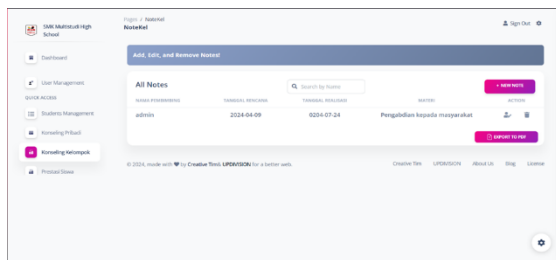 SMK Multistudi High
School
Dashboard
User Management
QUICK ACCESS
Students Management
Konseling Pribadi
Konseling Kelompok
Prestasi Siswa
Pages / NoteKel
NoteKel
Sign Out
Add, Edit, and Remove Notes!
All Notes
Search by Name
+ NEW NOTE
TANGGAL RENCANA
TANGGAL REALISASI
MATERI
ACTION
admin
2024-04-09
0204-07-24
Pengabdian kepada masyarakat
EXPORT TO PDF
© 2024, made with by Creative Tim& UPDIVISION for a better web.
Creative Tim
UPDIVISION
About Us
Blog
License